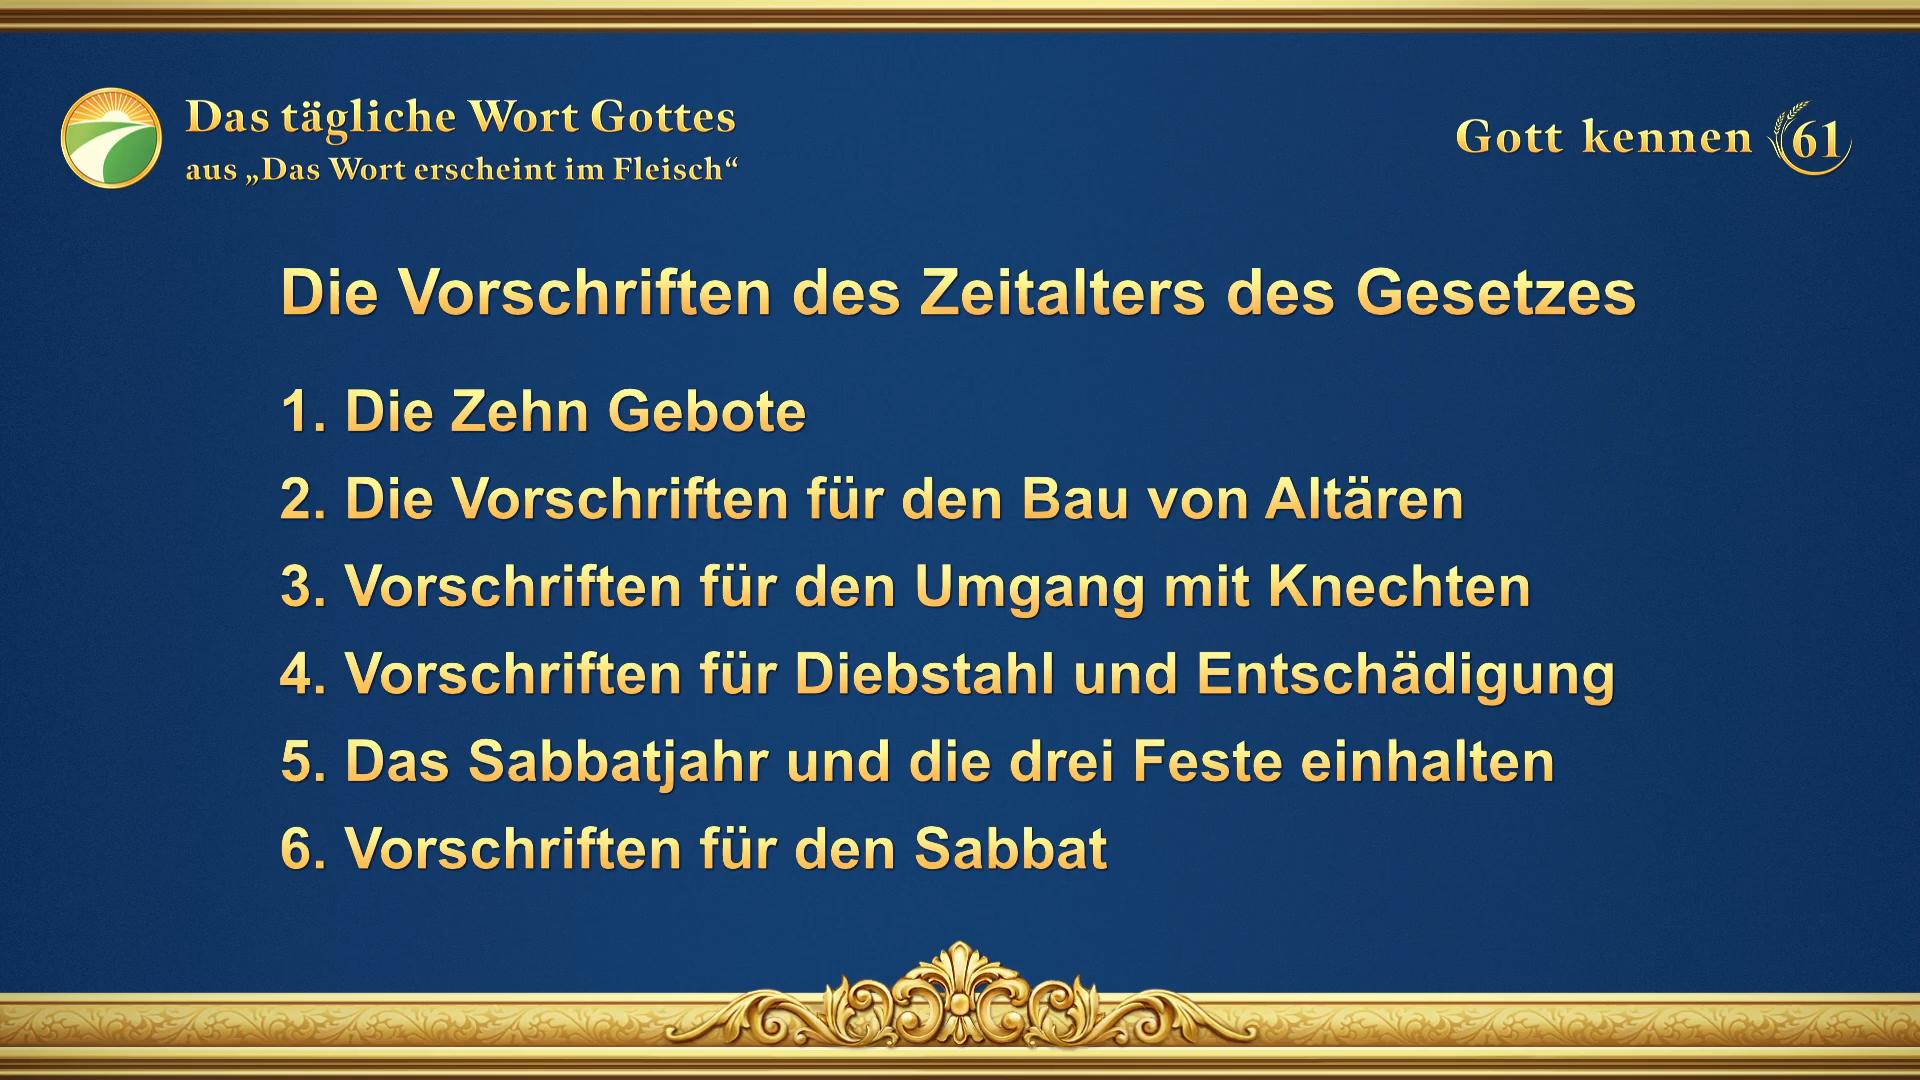 Das tägliche Wort Gottes
aus „Das Wort erscheint im Fleisch“
Gott kennen 61
Die Vorschriften des Zeitalters des Gesetzes
1. Die Zehn Gebote
2. Die Vorschriften für den Bau von Altären
3. Vorschriften für den Umgang mit Knechten
4. Vorschriften für Diebstahl und Entschädigung
5. Das Sabbatjahr und die drei Feste einhalten
6. Vorschriften für den Sabbat